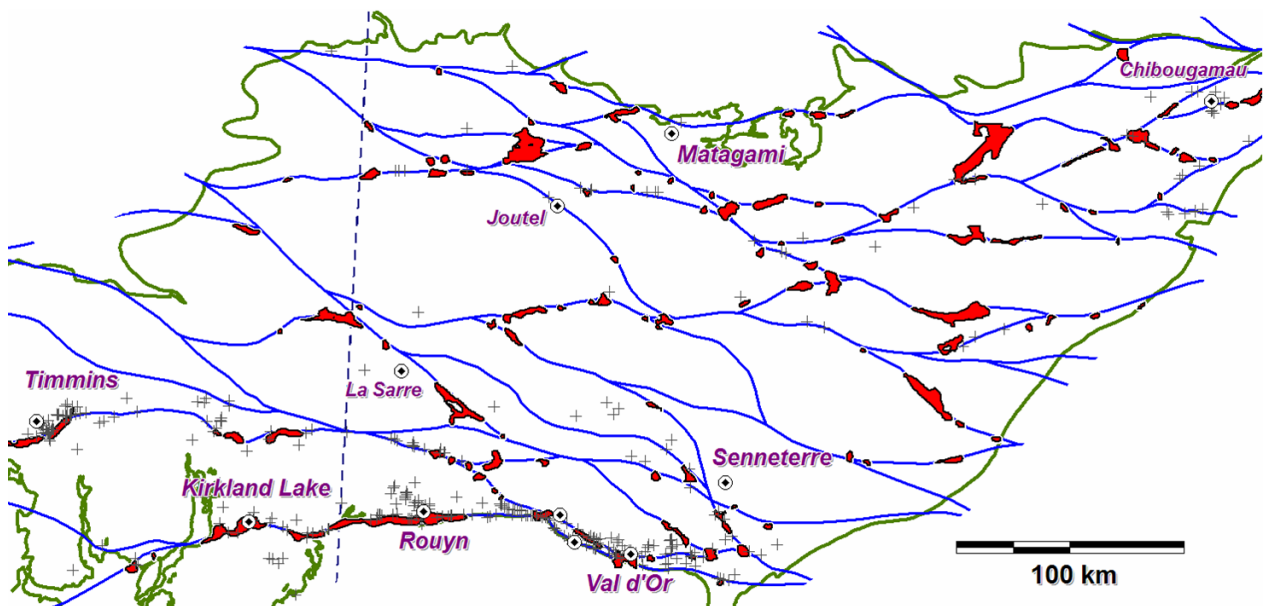 Chibougamau
Matagami
Joutel
Timmins
La Sarre
Senneterre
Kirkland Lake
Rouyn
Val d'Or
100 km